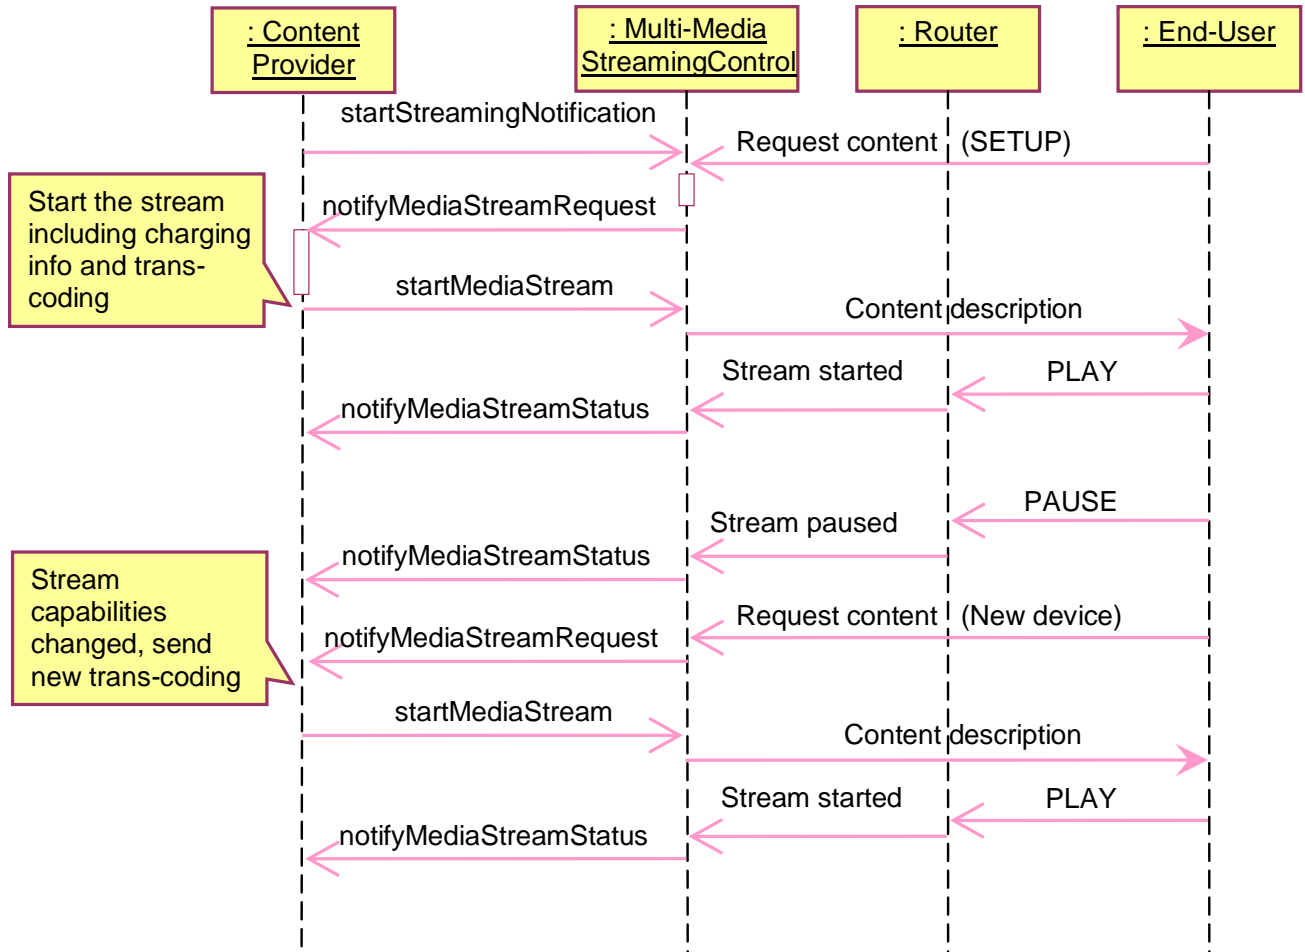 : Content
Provider
: Multi-Media
StreamingControl
: Router
: End-User
startStreamingNotification
Request content (SETUP)
Start the stream
including charging
info and trans-
coding
notifyMediaStreamRequest
startMediaStream
Content description
Stream started
PLAY
notifyMediaStreamStatus
PAUSE
Stream paused
notifyMediaStreamStatus
Stream
capabilities
changed, send
new trans-coding
Request content (New device)
notifyMediaStreamRequest
startMediaStream
Content description
Stream started
PLAY
notifyMediaStreamStatus